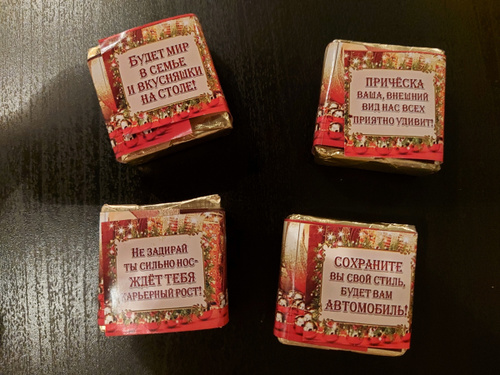 Будет мир
в семье
и вкусняшки
на столе!
Причёска
ваша, внешний
вид нас всех
приятно удивит!
Не задирай
ты сильно нос-
ждёт тебя
карьерный рост!
Сохраните
вы свой стиль,
будет вам
автомобиль!